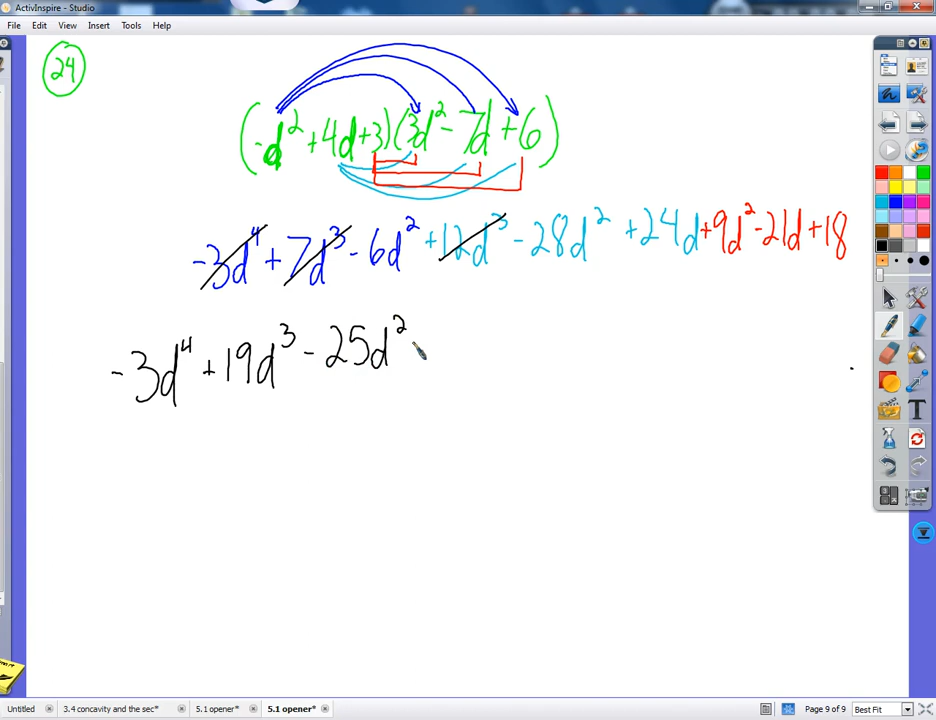 ActivInspire - Studio
File Edit View Insert Tools Help
24
(-d² + 4d + 3)(3d² - 7d + 6)
-3d⁴ + 7d³ - 6d² + 12d³ - 28d² + 24d + 9d² - 21d + 18
-3d⁴ + 19d³ - 25d²
Untitled 3.4 concavity and the sec* 5.1 opener* 5.1 opener* Page 9 of 9 Best Fit